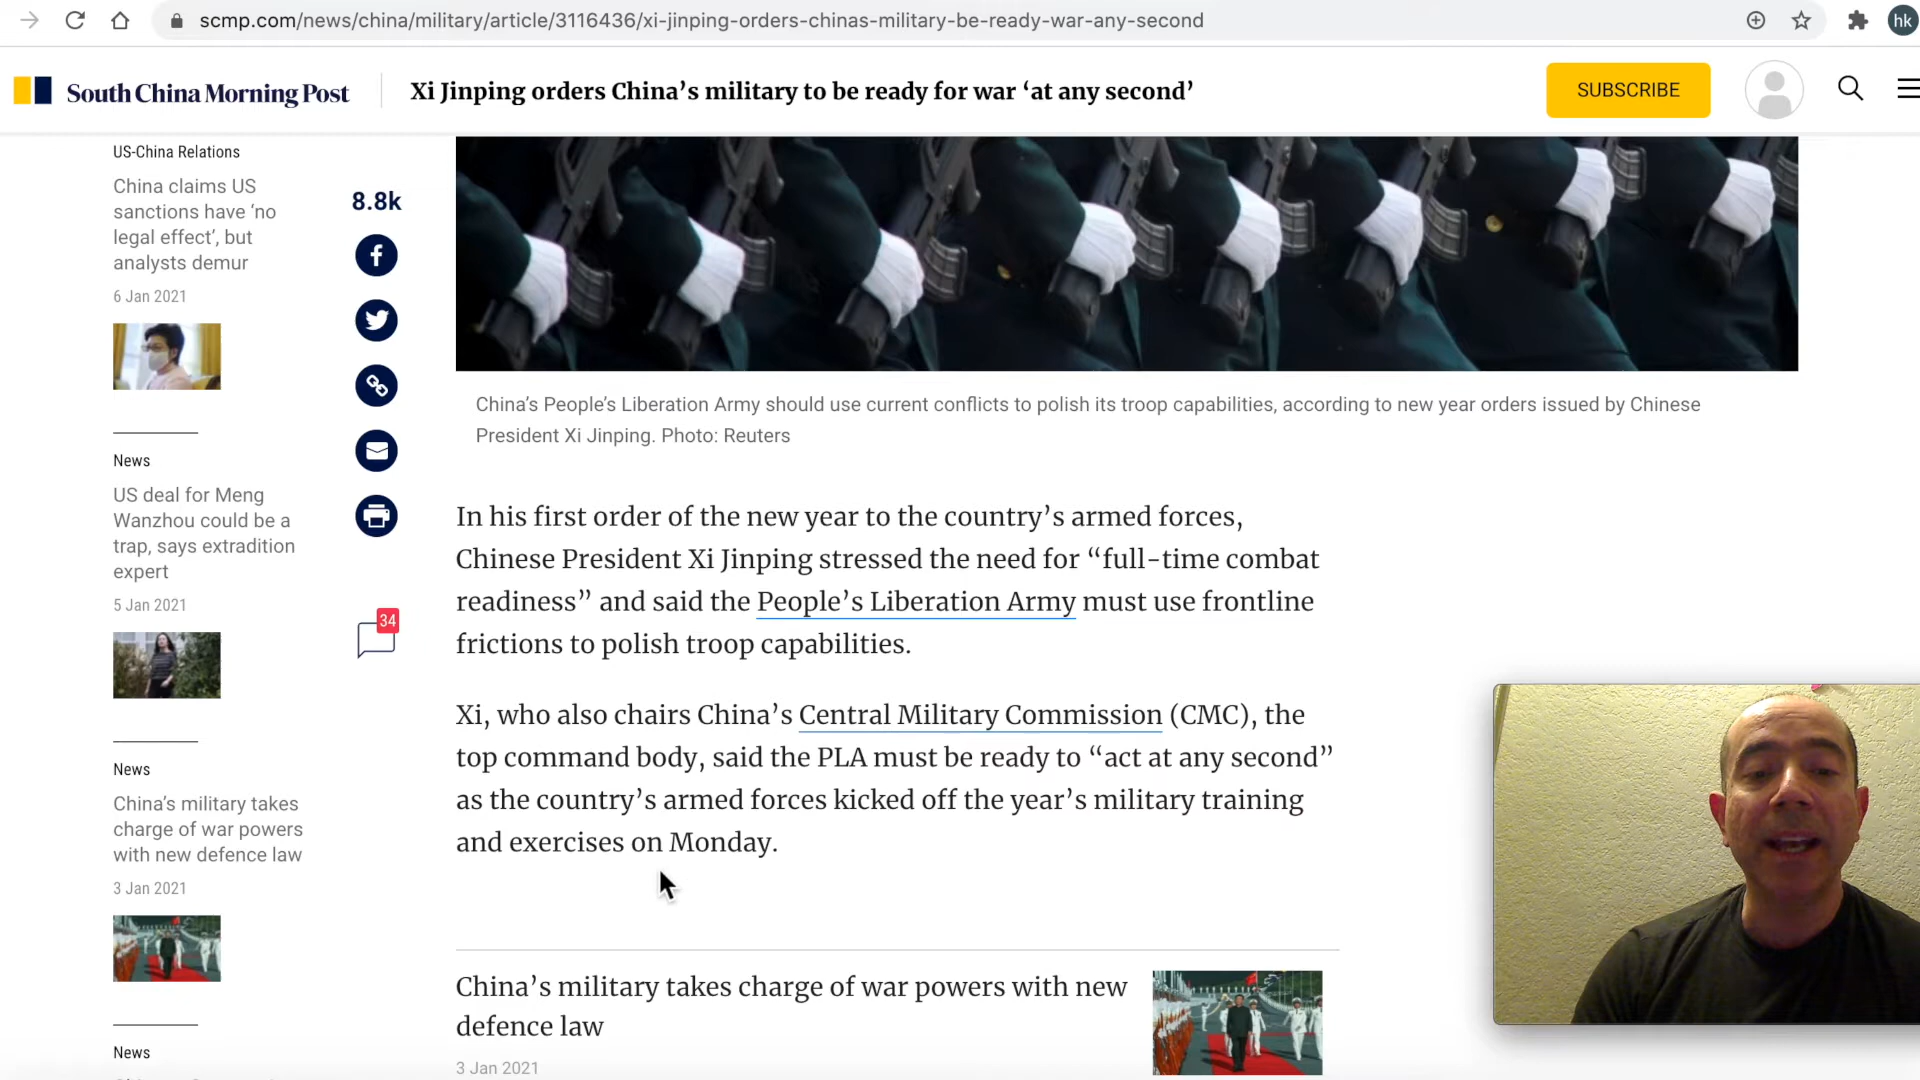 scmp.com/news/china/military/article/3116436/xi-jinping-orders-chinas-military-be-ready-war-any-second
hk
South China Morning Post
Xi Jinping orders China’s military to be ready for war ‘at any second’
SUBSCRIBE
US-China Relations
China claims US
sanctions have ‘no
legal effect’, but
analysts demur
6 Jan 2021
News
US deal for Meng
Wanzhou could be a
trap, says extradition
expert
5 Jan 2021
News
China’s military takes
charge of war powers
with new defence law
3 Jan 2021
News
8.8k
34
China’s People’s Liberation Army should use current conflicts to polish its troop capabilities, according to new year orders issued by Chinese
President Xi Jinping. Photo: Reuters
In his first order of the new year to the country’s armed forces,
Chinese President Xi Jinping stressed the need for “full-time combat
readiness” and said the People’s Liberation Army must use frontline
frictions to polish troop capabilities.
Xi, who also chairs China’s Central Military Commission (CMC), the
top command body, said the PLA must be ready to “act at any second”
as the country’s armed forces kicked off the year’s military training
and exercises on Monday.
China’s military takes charge of war powers with new
defence law
3 Jan 2021